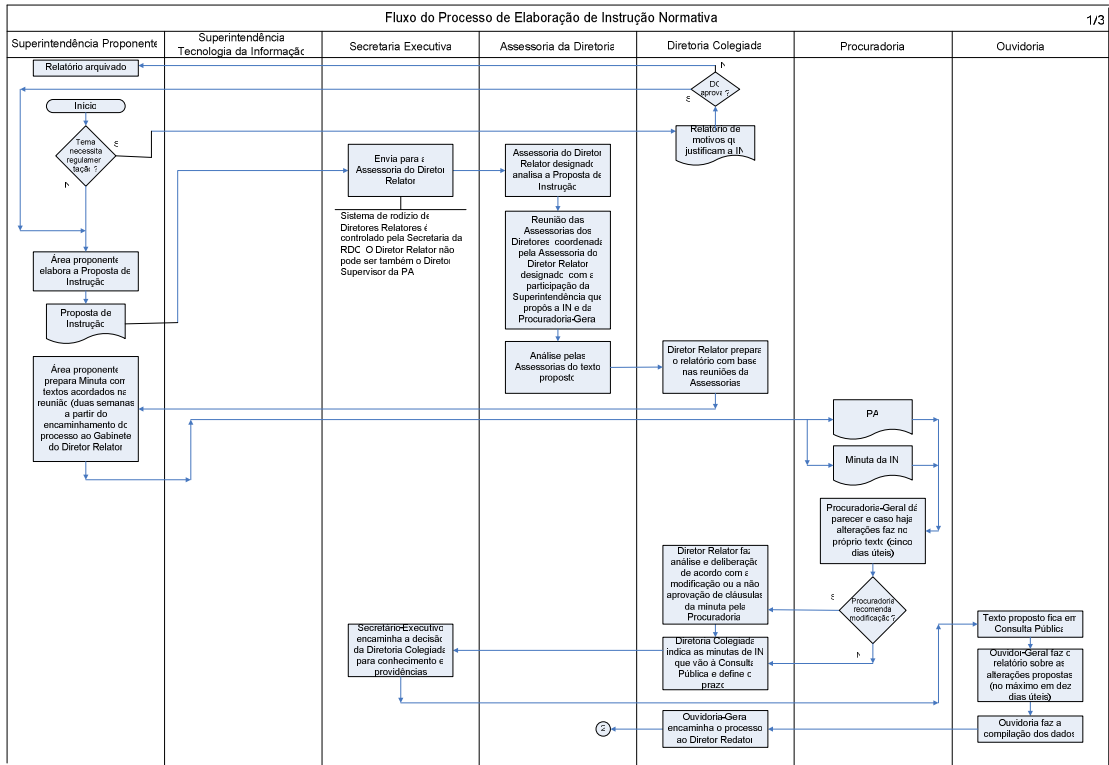 Fluxo do Processo de Elaboração de Instrução Normativa
1/3
Superintendência Proponente
Superintendência
Tecnologia da Informaçãc
Secretaria Executiva
Assessoria da Diretoria
Diretoria Colegiada
Procuradoria
Ouvidoria
Relatório arquivado
Início
Tema
necessita
regulamer
tação ?
S
N
Área proponente
elabora a Proposta de
Instrução
Proposta de
Instrução
Área proponente
prepara Minuta com
textos acordados na
reunião (duas semanas
a partir do
encaminhamento do
processo ao Gabinete
do Diretor Relator
Envia para a
Assessoria do Diretor
Relator
Sistema de rodizio de
Diretores Relatores é
controlado pela Secretaria da
RDC O Diretor Relator não
pode ser também o Diretor
Supervisor da PA
Secretário-Executivo
encaminha a decisão
da Diretoria Colegiada
para conhecimento e
providências
Assessoria do Diretor
Relator designado
analisa a Proposta de
Instrução
Reunião das
Assessorias dos
Diretores coordenada
pela Assessoria do
Diretor Relator
designado com a
participação da
Superintendência que
propôs a IN e da
Procuradoria-Gera
Análise pelas
Assessorias do texto
proposto
2
N
DC
aprova ?
S
Relatório de
motivos qu
justificam a IN
Diretor Relator prepara
o relatório com base
nas reuniões da
Assessorias
Diretor Relator faz
análise e deliberação
de acordo com a
modificação ou a não
aprovação de cláusulas
da minuta pela
Procuradoria
Diretoria Colegiada
indica as minutas de IN
que vão á Consulta
Pública e define o
prazo
Ouvidoria-Gera
encaminha o processo
ao Diretor Redator
PA
Minuta da IN
Procuradoria-Geral dá
parecer e caso haja
alterações faz no
próprio texto (cinco
dias úteis)
S
Procuradoria
recomenda
modificação ?
N
Texto proposto fica em
Consulta Pública
Ouvidor-Geral faz o
relatório sobre as
alterações propostas
(no máximo em dez
dias úteis)
Ouvidoria faz a
compilação dos dados